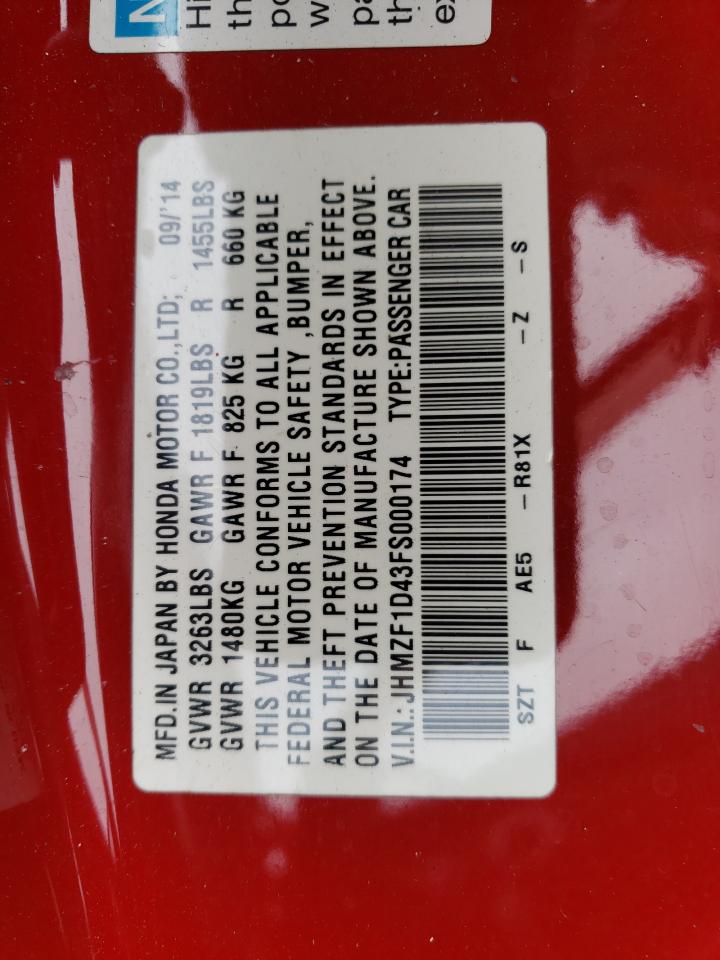 MFD.IN JAPAN BY HONDA MOTOR CO.,LTD; 09/'14
GVWR 3263LBS GAWR F 1819LBS R 1455LBS
GVWR 1480KG GAWR F 825 KG R 660 KG
THIS VEHICLE CONFORMS TO ALL APPLICABLE
FEDERAL MOTOR VEHICLE SAFETY ,BUMPER,
AND THEFT PREVENTION STANDARDS IN EFFECT
ON THE DATE OF MANUFACTURE SHOWN ABOVE.
V.I.N.: JHMZF1D43FS000174 TYPE:PASSENGER CAR
SZT F AE5 – R81X – Z – S